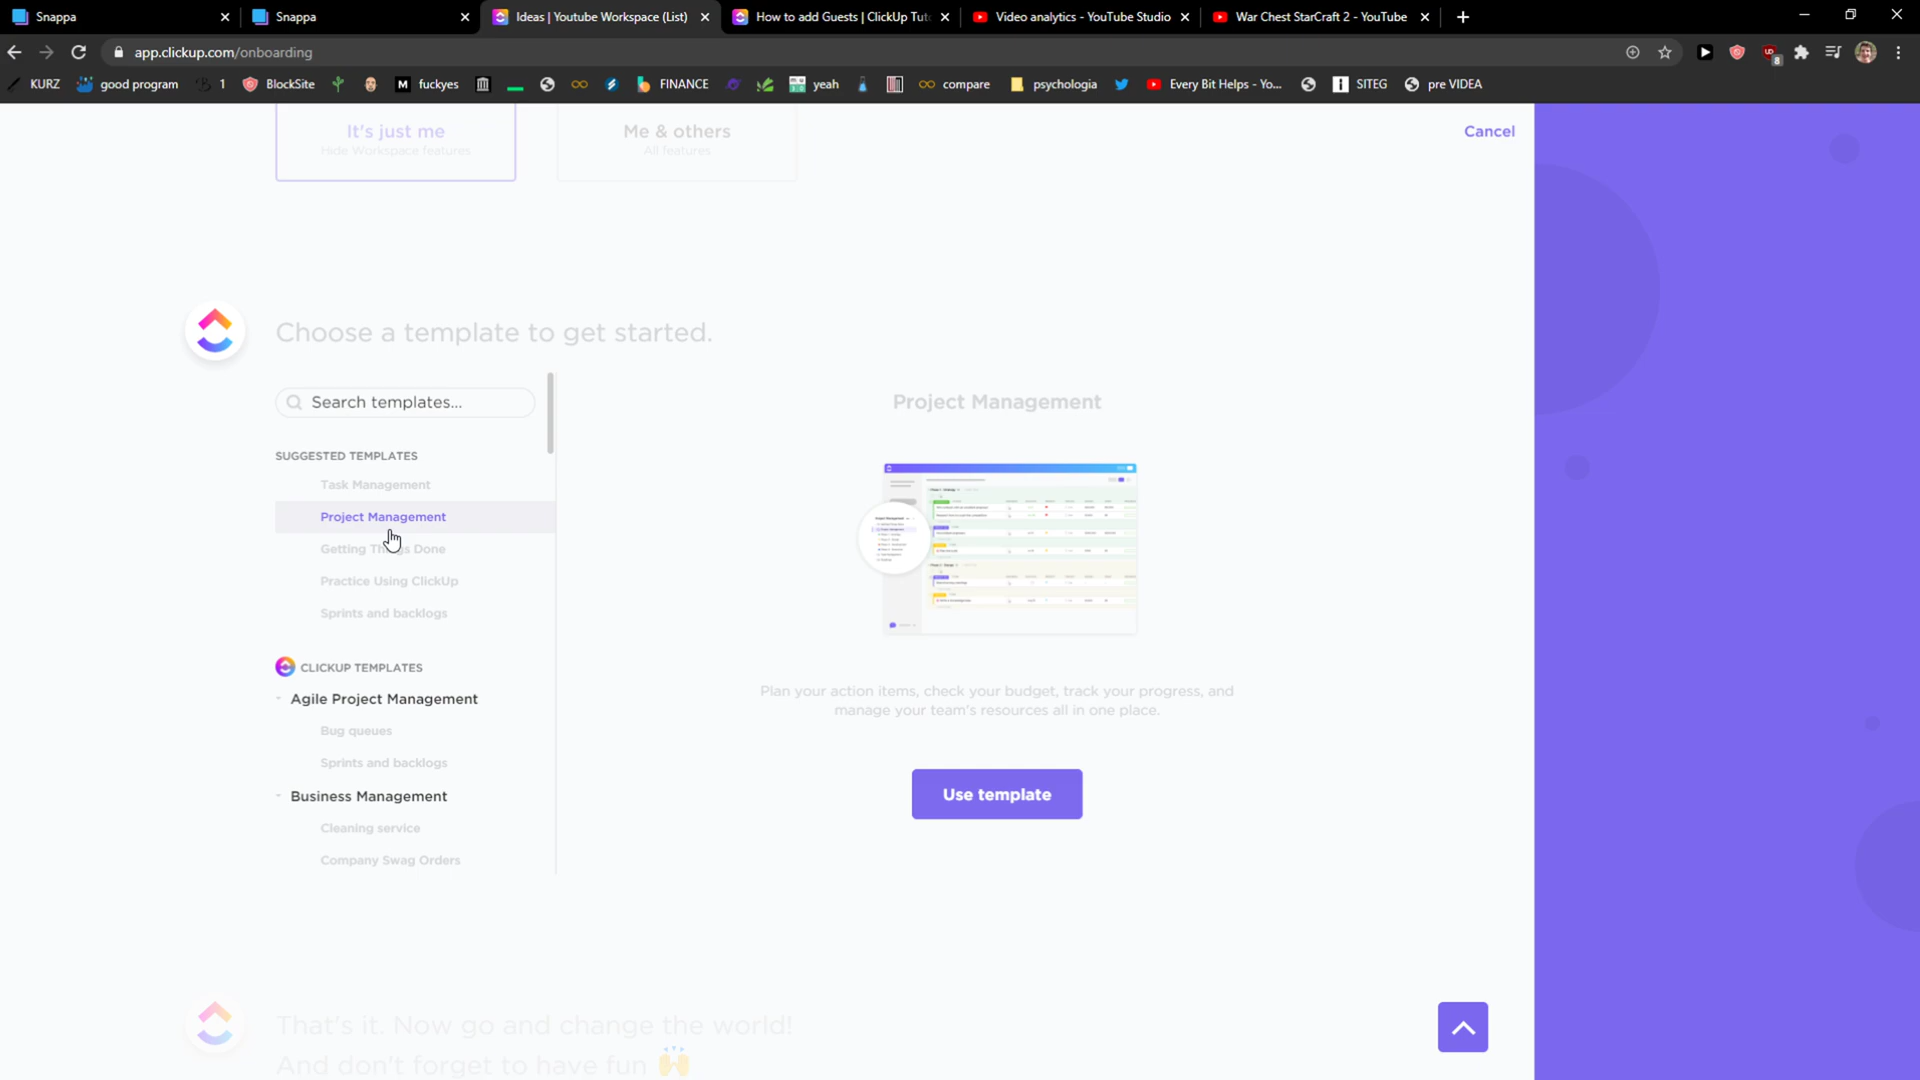 Snappa
Snappa
Ideas | Youtube Workspace (List)
How to add Guests | ClickUp Tut
Video analytics - YouTube Studio
War Chest StarCraft 2 - YouTube
app.clickup.com/onboarding
8
KURZ
good program
1
BlockSite
fuckyes
FINANCE
yeah
compare
psychologia
Every Bit Helps - Yo...
SITEG
pre VIDEA
It's just me
Hide Workspace features
Me & others
All features
Cancel
Choose a template to get started.
Search templates...
SUGGESTED TEMPLATES
Task Management
Project Management
Getting Things Done
Practice Using ClickUp
Sprints and backlogs
CLICKUP TEMPLATES
Agile Project Management
Bug queues
Sprints and backlogs
Business Management
Cleaning service
Company Swag Orders
Project Management
Plan your action items, check your budget, track your progress, and
manage your team's resources all in one place.
Use template
That's it. Now go and change the world!
And don't forget to have fun 🙌